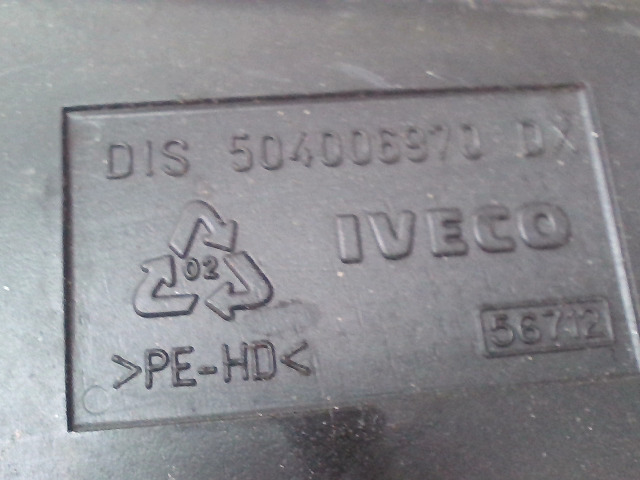 DIS 504006970 DX
IVECO
02
56712
>PE-HD<